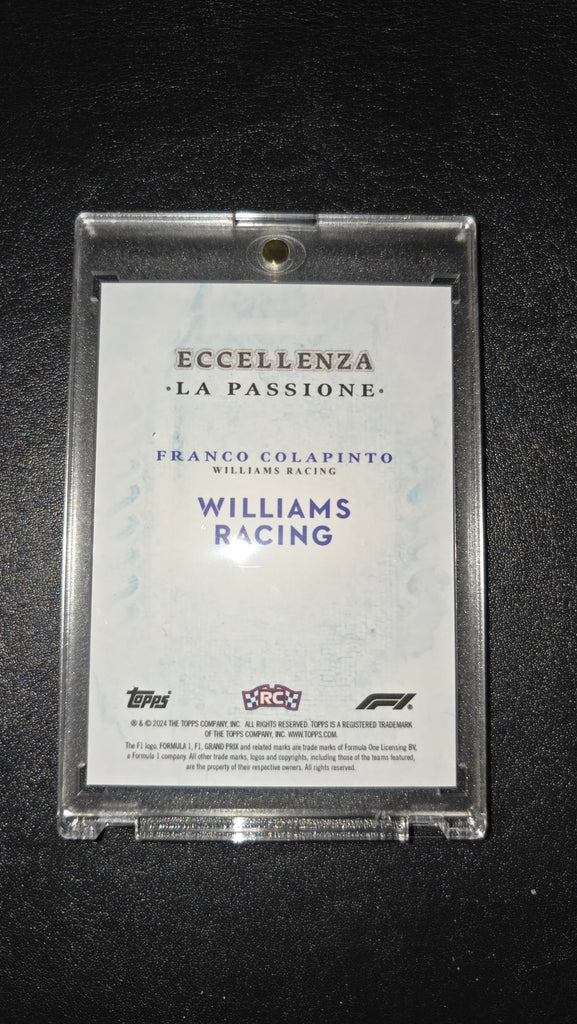 ECCELLENZA
·LA PASSIONE·
FRANCO COLAPINTO
WILLIAMS RACING
WILLIAMS
RACING
Topps
RC
F1
® & © 2024 THE TOPPS COMPANY, INC. ALL RIGHTS RESERVED. TOPPS IS A REGISTERED TRADEMARK
OF THE TOPPS COMPANY, INC. WWW.TOPPS.COM.
The F1 logo, FORMULA 1, F1, GRAND PRIX and related marks are trade marks of Formula One Licensing BV,
a Formula 1 company. All other trade marks, logos and copyrights, including those of the teams featured,
are the property of their respective owners. All rights reserved.